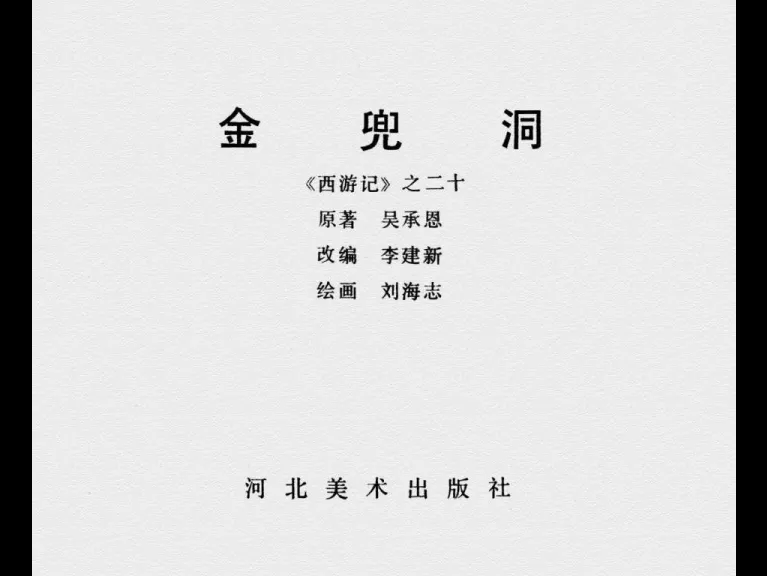 金兜洞
《西游记》之二十
原著 吴承恩
改编 李建新
绘画 刘海志
河北美术出版社